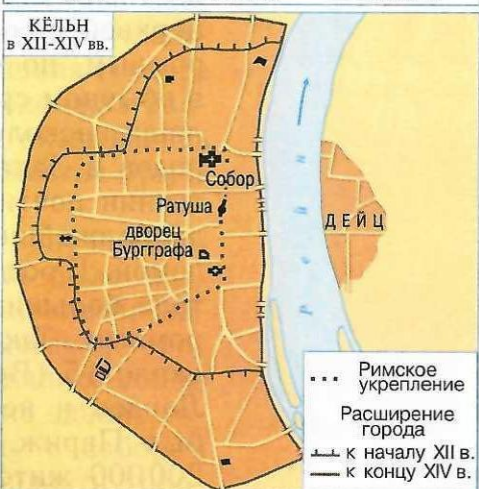 КЁЛЬН
в XII-XIV вв.
Собор
Ратуша
дворец
Бургграфа
ДЕЙЦ
рейн
Римское
укрепление
Расширение
города
к началу XII в.
к концу XIV в.